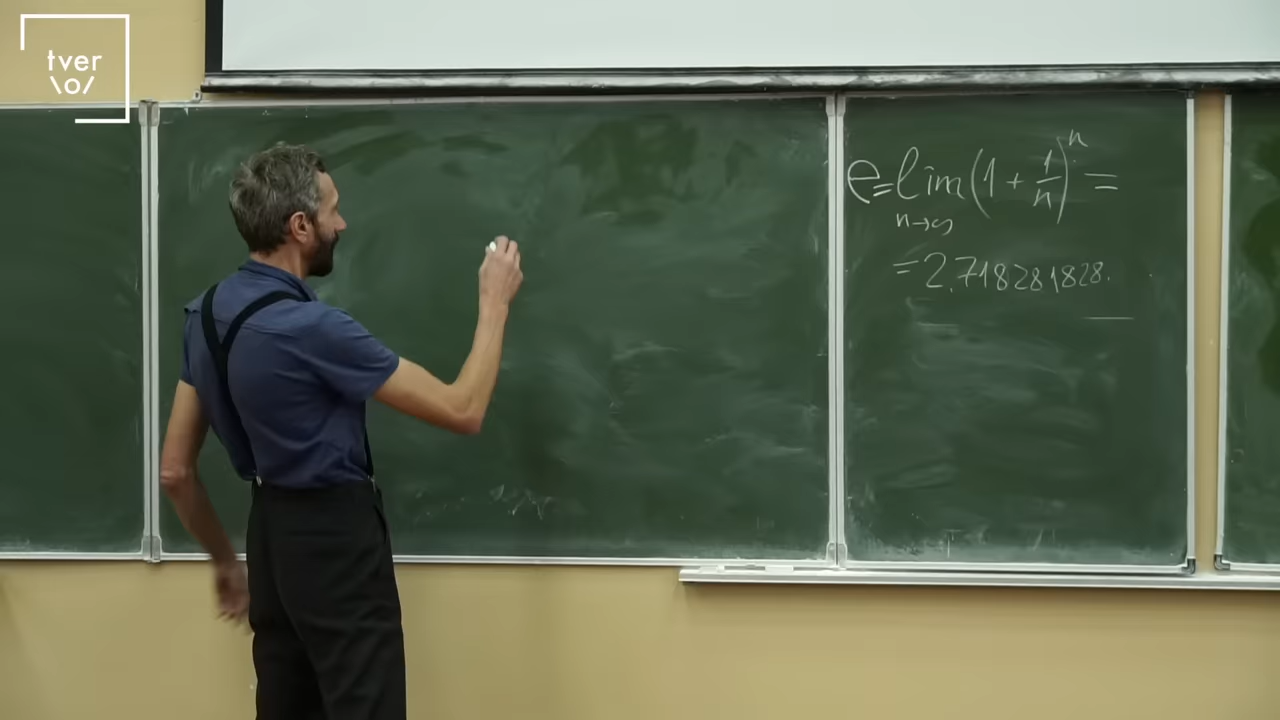 tver
\o/
e = lim (1 + 1/n)^n =
n→∞
= 2,718281828.